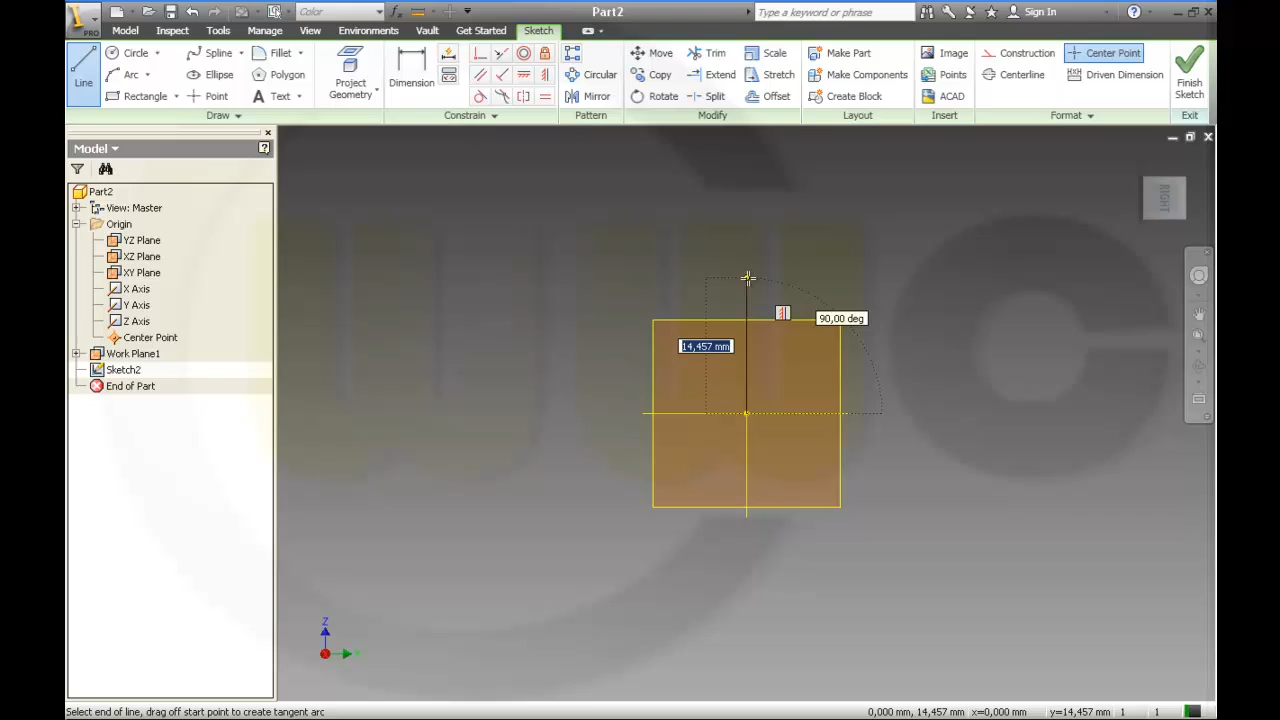 PRO
Color
Part2
Type a keyword or phrase
Sign In
Model Inspect Tools Manage View Environments Vault Get Started Sketch
Line
Circle
Arc
Rectangle
Spline
Ellipse
Point
Fillet
Polygon
Text
Project
Geometry
Dimension
Circular
Mirror
Move
Copy
Rotate
Trim
Extend
Split
Scale
Stretch
Offset
Make Part
Make Components
Create Block
Image
Points
ACAD
Construction
Centerline
Center Point
Driven Dimension
Finish
Sketch
Draw Constrain Pattern Modify Layout Insert Format Exit
Model
Part2
View: Master
Origin
YZ Plane
XZ Plane
XY Plane
X Axis
Y Axis
Z Axis
Center Point
Work Plane1
Sketch2
End of Part
RIGHT
90,00 deg
14,457 mm
Z
Select end of line, drag off start point to create tangent arc
0,000 mm, 14,457 mm x=0,000 mm y=14,457 mm 1 1